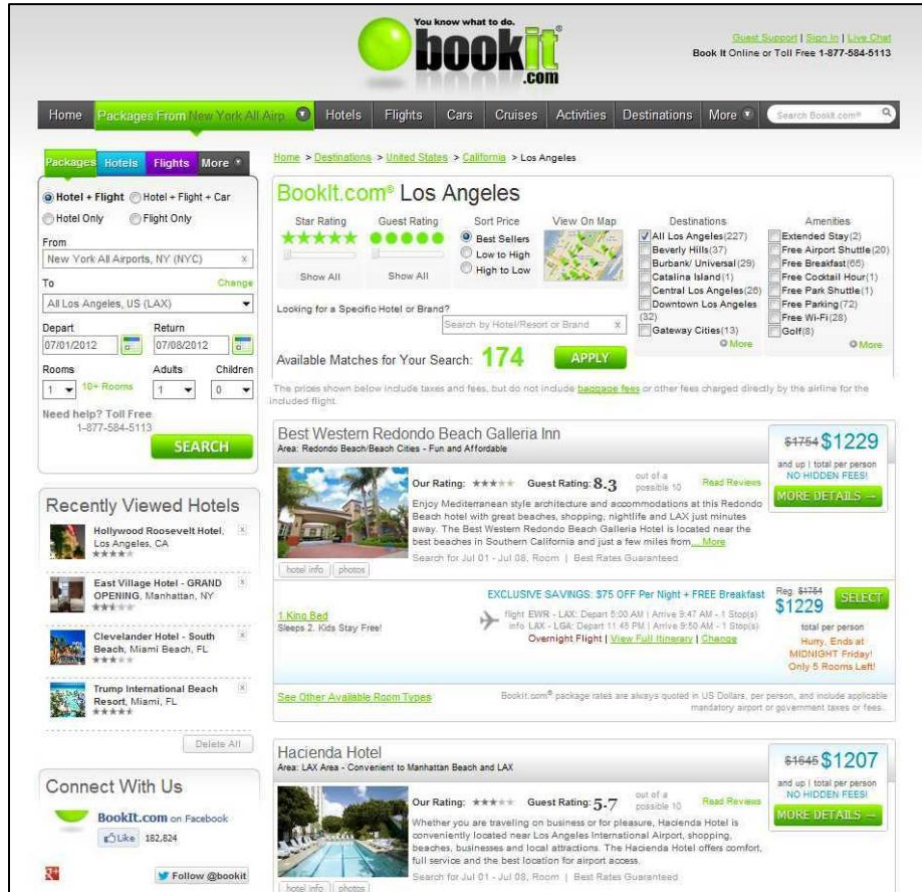 You know what to do.
bookit
.com
Guest Support | Sign In | Live Chat
Book It Online or Toll Free 1-877-584-5113
Home
Packages From New York All Airp.
Hotels
Flights
Cars
Cruises
Activities
Destinations
More
Search BookIt.com®
Packages
Hotels
Flights
More
Hotel + Flight
Hotel + Flight + Car
Hotel Only
Flight Only
From
New York All Airports, NY (NYC)
x
To
Change
All Los Angeles, US (LAX)
Depart
Return
07/01/2012
07/08/2012
Rooms
Adults
Children
1
10+ Rooms
1
0
Need help? Toll Free
1-877-584-5113
SEARCH
Recently Viewed Hotels
Hollywood Roosevelt Hotel,
Los Angeles, CA
x
East Village Hotel - GRAND
OPENING, Manhattan, NY
x
Clevelander Hotel - South
Beach, Miami Beach, FL
x
Trump International Beach
Resort, Miami, FL
x
Delete All
Connect With Us
BookIt.com on Facebook
Like
182,824
Follow @bookit
Home > Destinations > United States > California > Los Angeles
BookIt.com® Los Angeles
Star Rating
Show All
Guest Rating
Show All
Sort Price
Best Sellers
Low to High
High to Low
View On Map
Destinations
All Los Angeles(227)
Beverly Hills(37)
Burbank/ Universal(29)
Catalina Island(1)
Central Los Angeles(26)
Downtown Los Angeles
(32)
Gateway Cities(13)
More
Amenities
Extended Stay(2)
Free Airport Shuttle(20)
Free Breakfast(65)
Free Cocktail Hour(1)
Free Park Shuttle(1)
Free Parking(72)
Free Wi-Fi(28)
Golf(8)
More
Looking for a Specific Hotel or Brand?
Search by Hotel/Resort or Brand
x
Available Matches for Your Search: 174
APPLY
The prices shown below include taxes and fees, but do not include baggage fees or other fees charged directly by the airline for the
included flight.
Best Western Redondo Beach Galleria Inn
Area: Redondo Beach/Beach Cities - Fun and Affordable
$1754 $1229
and up | total per person
NO HIDDEN FEES!
MORE DETAILS →
Our Rating:
Guest Rating: 8.3
out of a
possible 10
Read Reviews
Enjoy Mediterranean style architecture and accommodations at this Redondo
Beach hotel with great beaches, shopping, nightlife and LAX just minutes
away. The Best Western Redondo Beach Galleria Hotel is located near the
best beaches in Southern California and just a few miles from... More
Search for Jul 01 - Jul 08, Room | Best Rates Guaranteed
hotel info
photos
EXCLUSIVE SAVINGS: $75 OFF Per Night + FREE Breakfast
1 King Bed
Sleeps 2. Kids Stay Free!
flight EWR - LAX: Depart 6:00 AM | Arrive 9:47 AM - 1 Stop(s)
info LAX - LGA: Depart 11:45 PM | Arrive 9:50 AM - 1 Stop(s)
Overnight Flight | View Full Itinerary | Change
Reg. $1754
$1229
SELECT
total per person
Hurry, Ends at
MIDNIGHT Friday!
Only 5 Rooms Left!
See Other Available Room Types
BookIt.com® package rates are always quoted in US Dollars, per person, and include applicable
mandatory airport or government taxes or fees.
Hacienda Hotel
Area: LAX Area - Convenient to Manhattan Beach and LAX
$1645 $1207
and up | total per person
NO HIDDEN FEES!
MORE DETAILS →
Our Rating:
Guest Rating: 5.7
out of a
possible 10
Read Reviews
Whether you are traveling on business or for pleasure, Hacienda Hotel is
conveniently located near Los Angeles International Airport, shopping,
beaches, businesses and local attractions. The Hacienda Hotel offers comfort,
full service and the best location for airport access.
Search for Jul 01 - Jul 08, Room | Best Rates Guaranteed
hotel info
photos